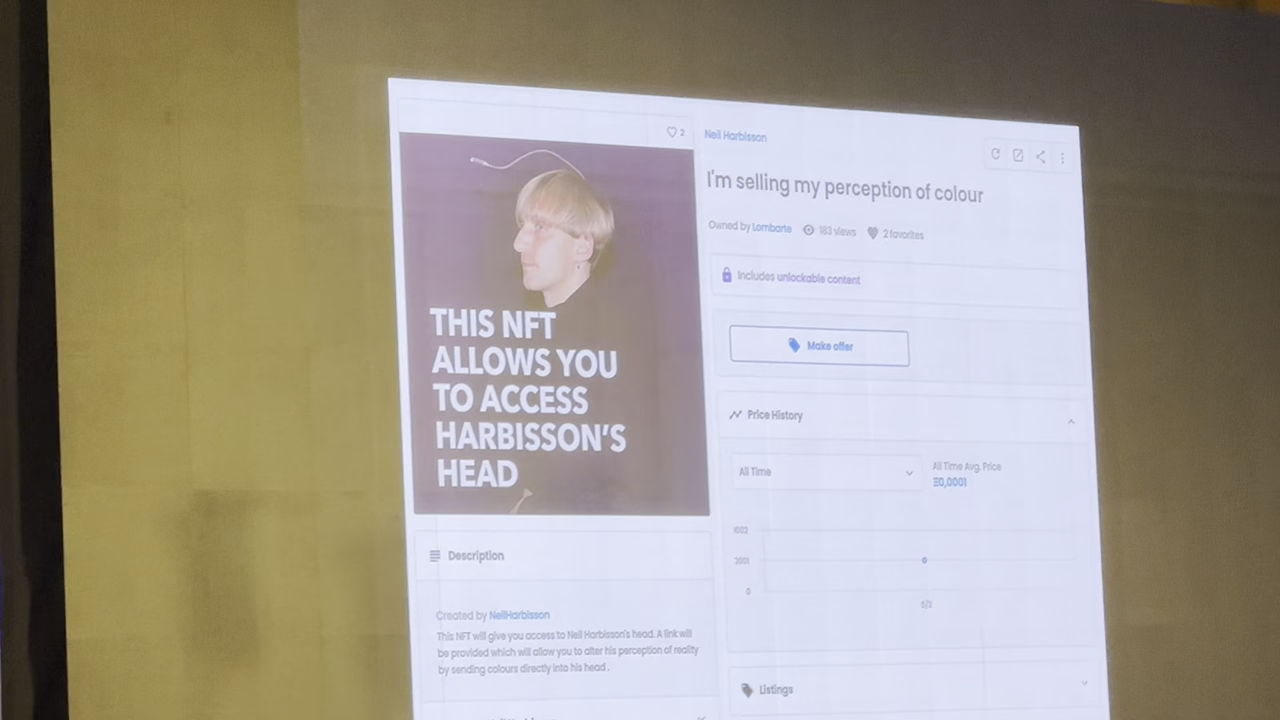 2
Neil Harbisson
I'm selling my perception of colour
Owned by Lombarte 183 views 2 favorites
Includes unlockable content
Make offer
THIS NFT
ALLOWS YOU
TO ACCESS
HARBISSON'S
HEAD
Price History
All Time
All Time Avg. Price
0,0001
0
Description
Created by NeilHarbisson
This NFT will give you access to Neil Harbisson's head. A link will
be provided which will allow you to alter his perception of reality
by sending colours directly into his head .
Listings